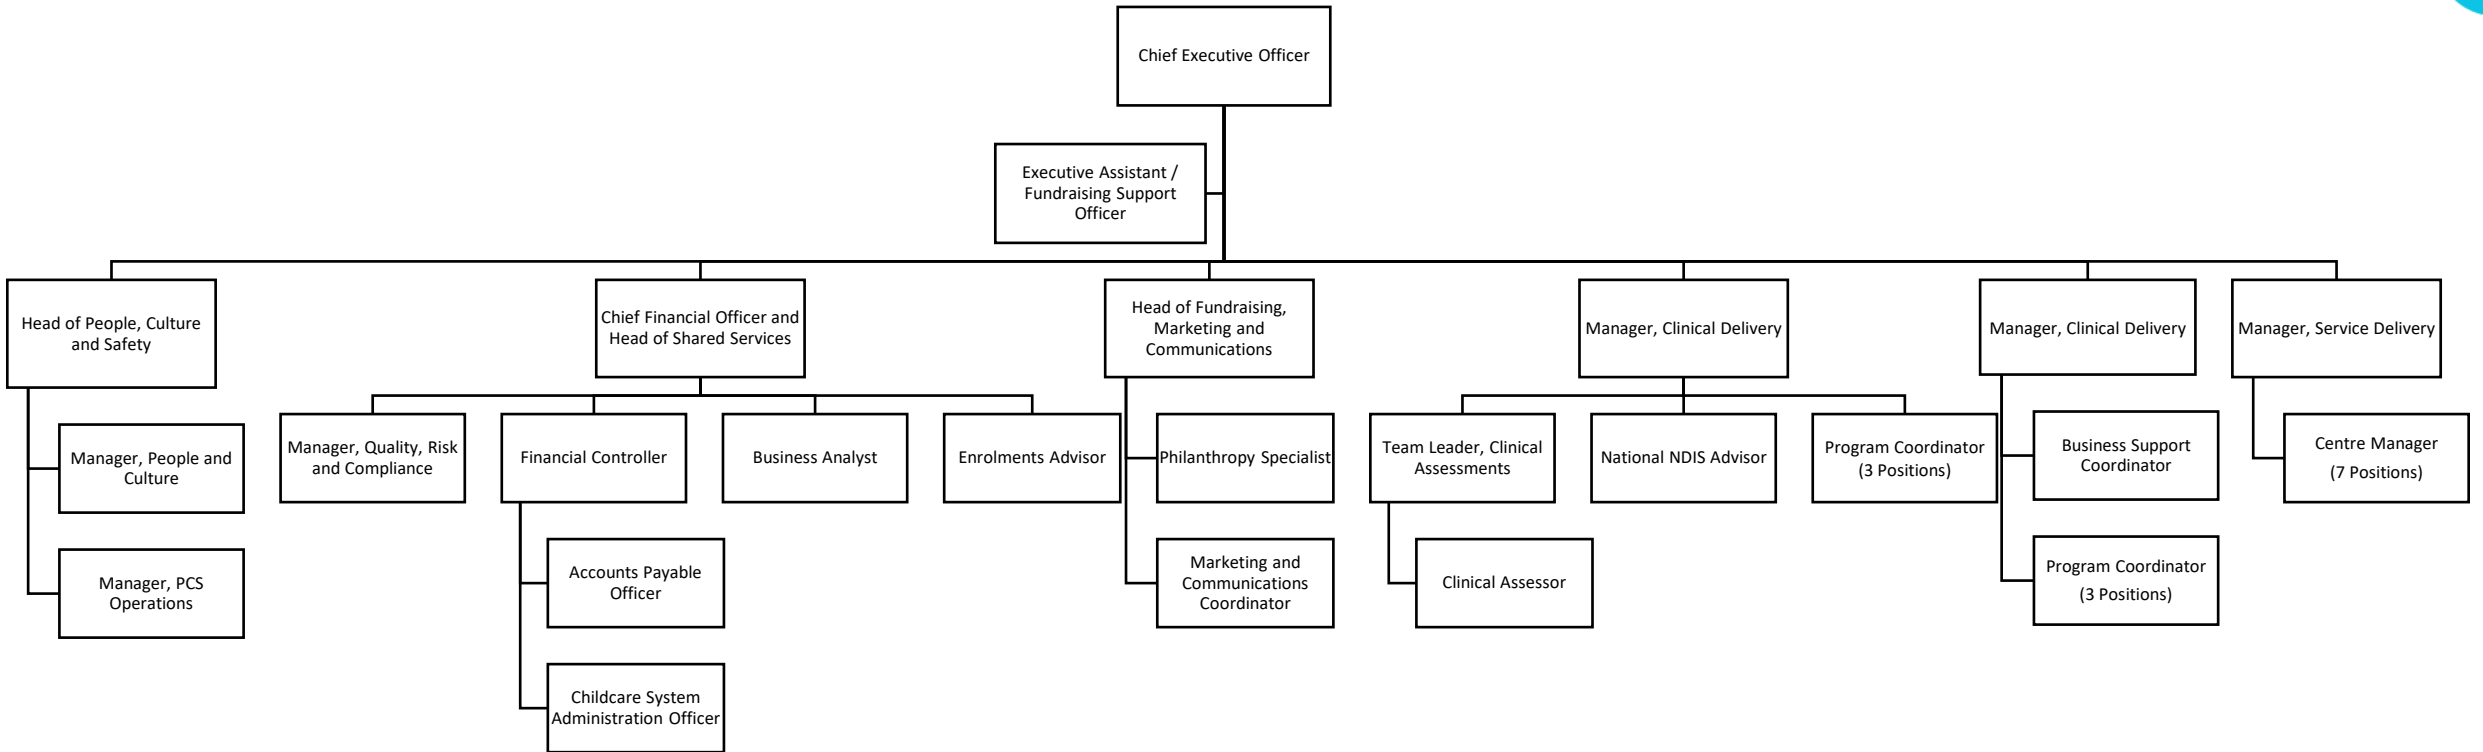 Chief Executive Officer
Executive Assistant /
Fundraising Support
Officer
Head of People, Culture
and Safety
Chief Financial Officer and
Head of Shared Services
Head of Fundraising,
Marketing and
Communications
Manager, Clinical Delivery
Manager, Clinical Delivery
Manager, Service Delivery
Manager, People and
Culture
Manager, PCS
Operations
Manager, Quality, Risk
and Compliance
Financial Controller
Business Analyst
Enrolments Advisor
Accounts Payable
Officer
Childcare System
Administration Officer
Philanthropy Specialist
Marketing and
Communications
Coordinator
Team Leader, Clinical
Assessments
National NDIS Advisor
Program Coordinator
(3 Positions)
Clinical Assessor
Business Support
Coordinator
Program Coordinator
(3 Positions)
Centre Manager
(7 Positions)